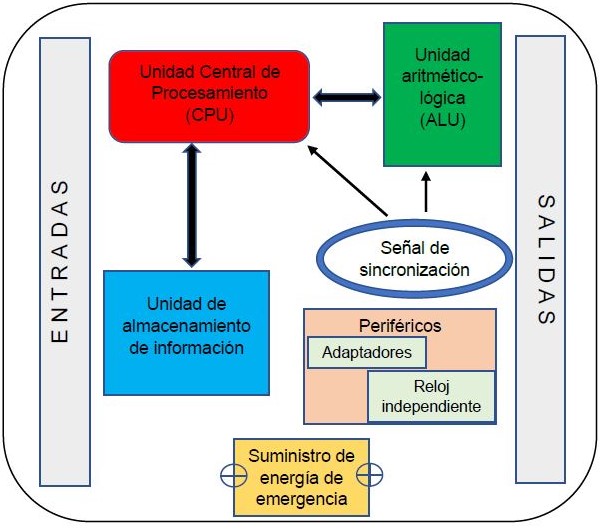 ENTRADAS
Unidad Central de
Procesamiento
(CPU)
Unidad
aritmético-
lógica
(ALU)
SALIDAS
Señal de
sincronización
Unidad de
almacenamiento
de información
Periféricos
Adaptadores
Reloj
independiente
Suministro de
energía de
emergencia